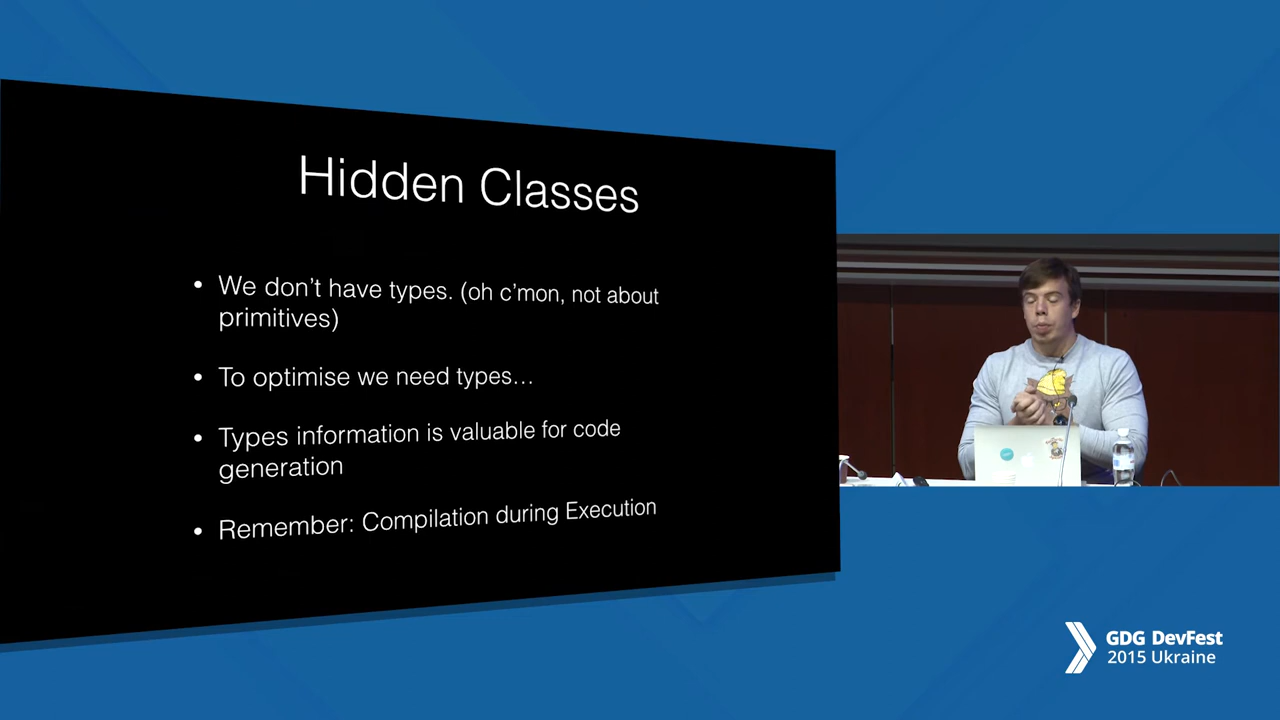 Hidden Classes
• We don't have types. (oh c'mon, not about
primitives)
• To optimise we need types…
• Types information is valuable for code
generation
• Remember: Compilation during Execution
GDG DevFest
2015 Ukraine